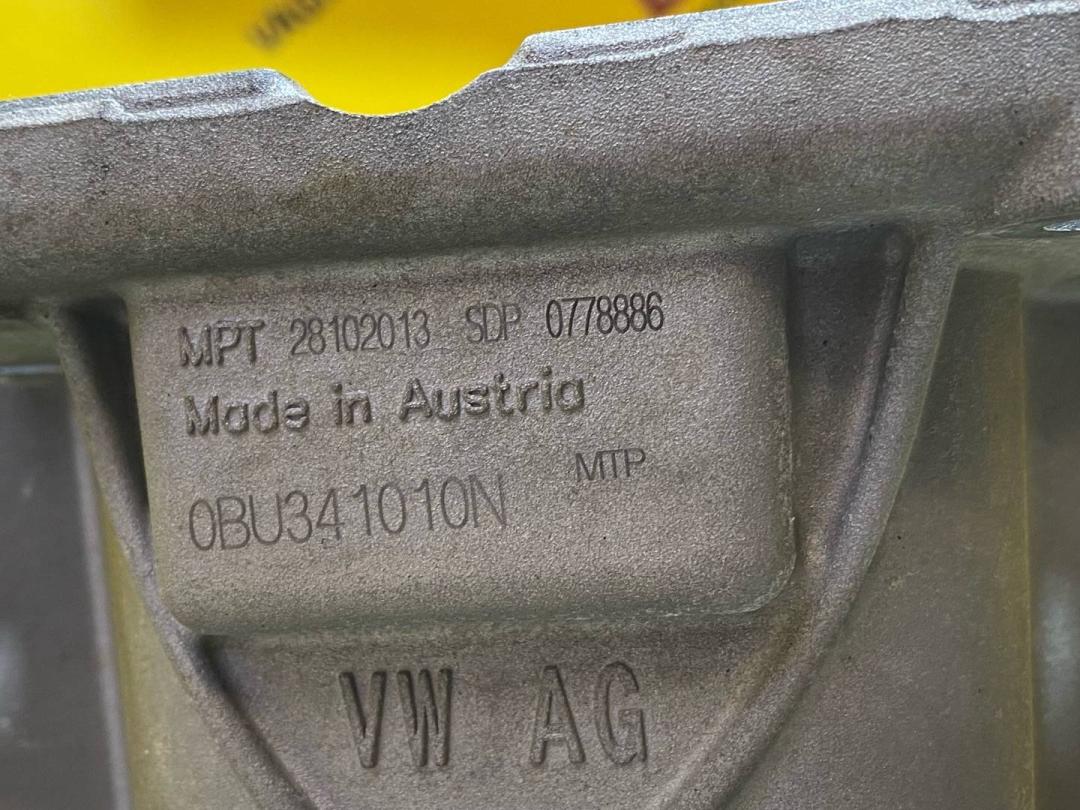 MPT 28102013 SDP 0778886
Made in Austria
MTP
0BU341010N
VW AG